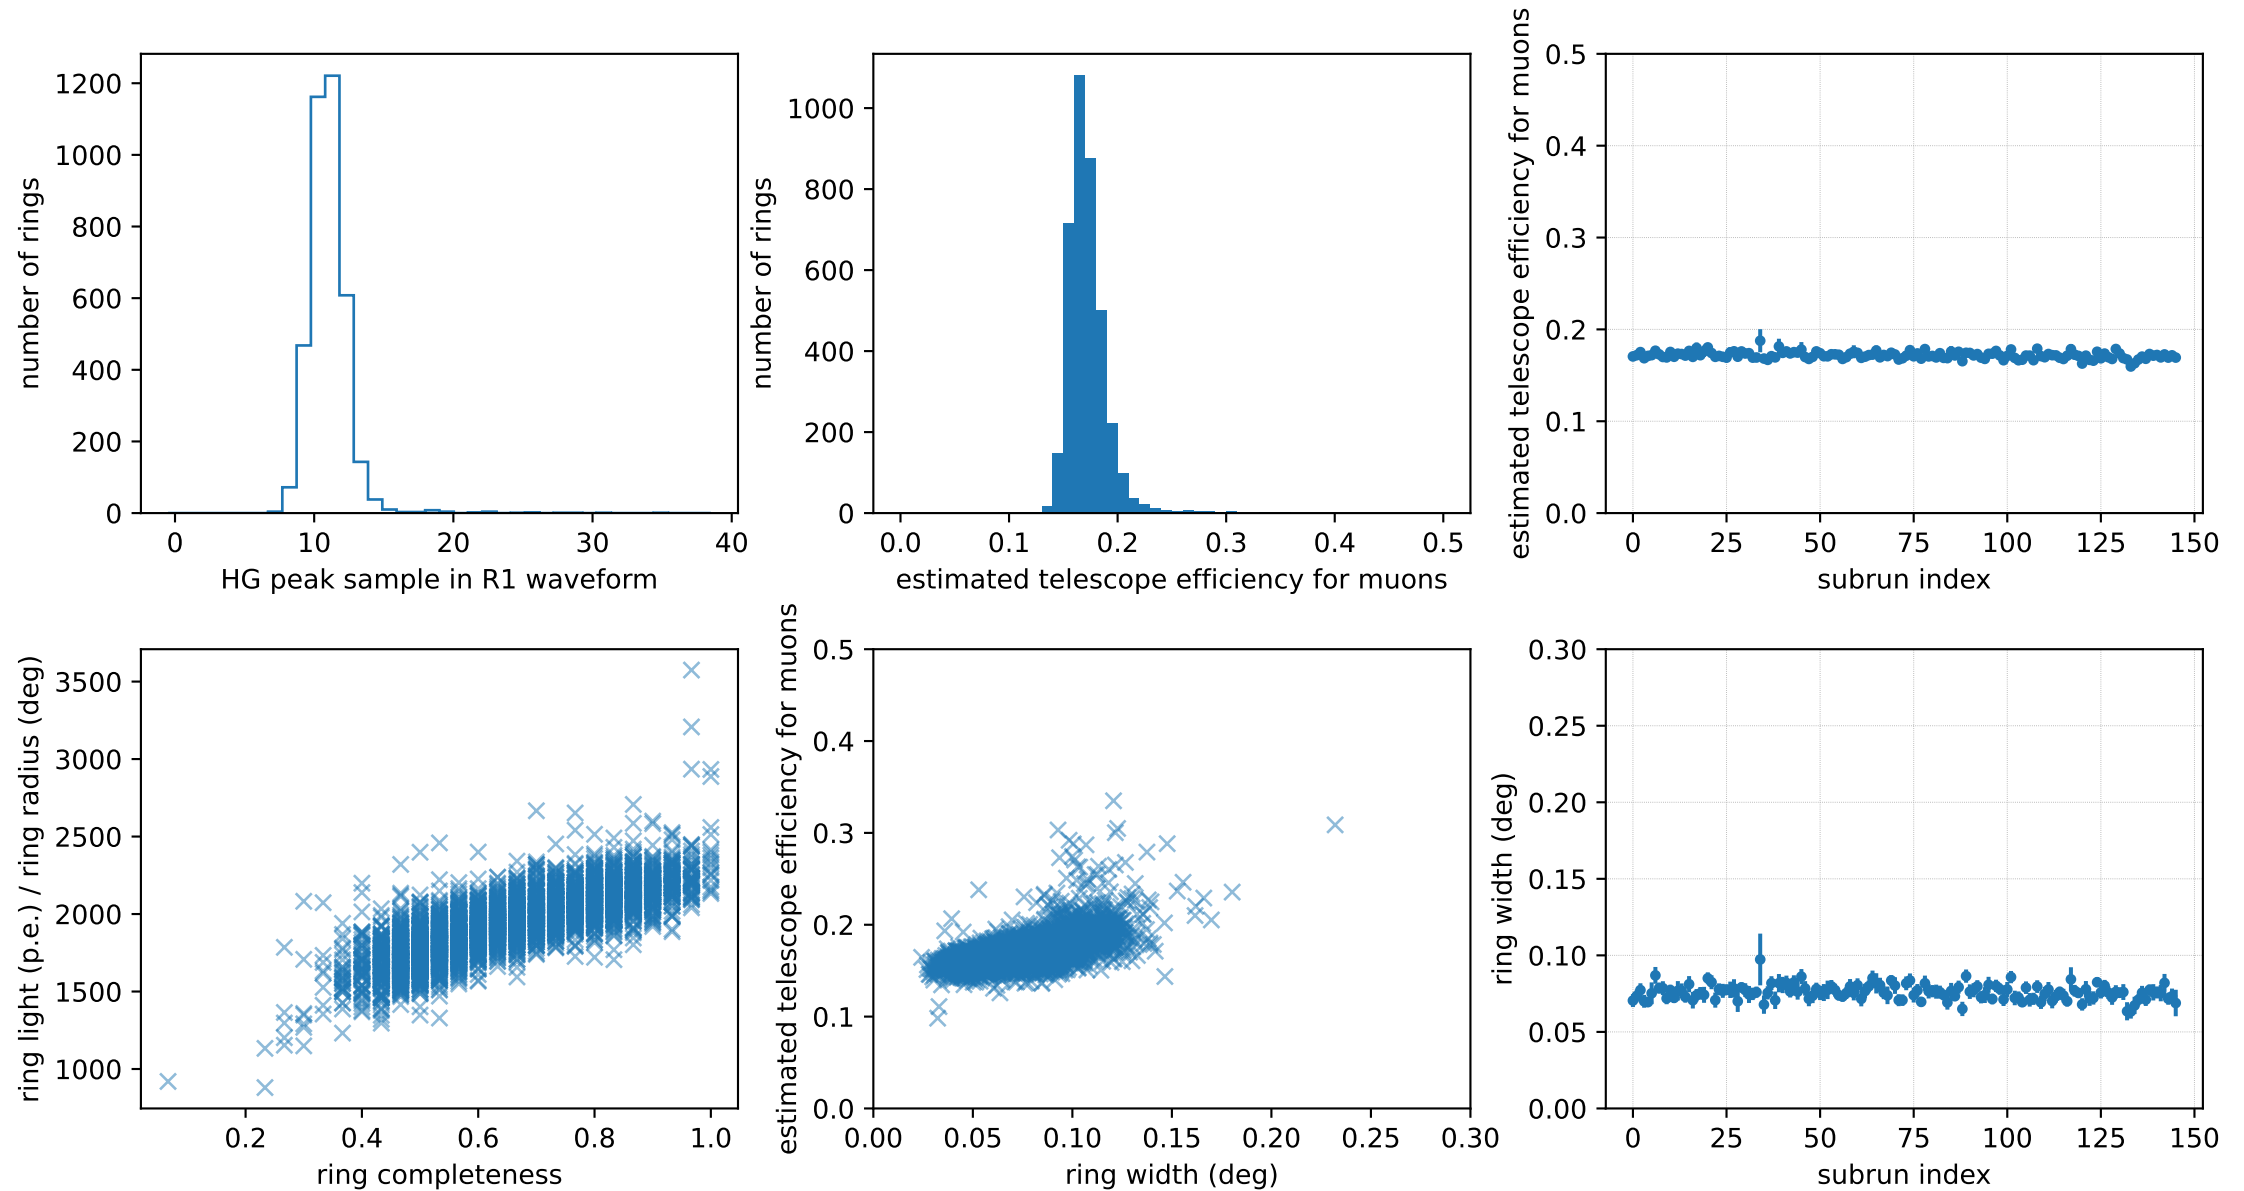 1200
1000
800
600
400
200
0
number of rings
0 10 20 30 40
HG peak sample in R1 waveform
1000
800
600
400
200
0
number of rings
0.0 0.1 0.2 0.3 0.4 0.5
estimated telescope efficiency for muons
0.5
0.4
0.3
0.2
0.1
0.0
estimated telescope efficiency for muons
0 25 50 75 100 125 150
subrun index
3500
3000
2500
2000
1500
1000
ring light (p.e.) / ring radius (deg)
0.2 0.4 0.6 0.8 1.0
ring completeness
0.5
0.4
0.3
0.2
0.1
0.0
estimated telescope efficiency for muons
0.00 0.05 0.10 0.15 0.20 0.25 0.30
ring width (deg)
0.30
0.25
0.20
0.15
0.10
0.05
0.00
ring width (deg)
0 25 50 75 100 125 150
subrun index